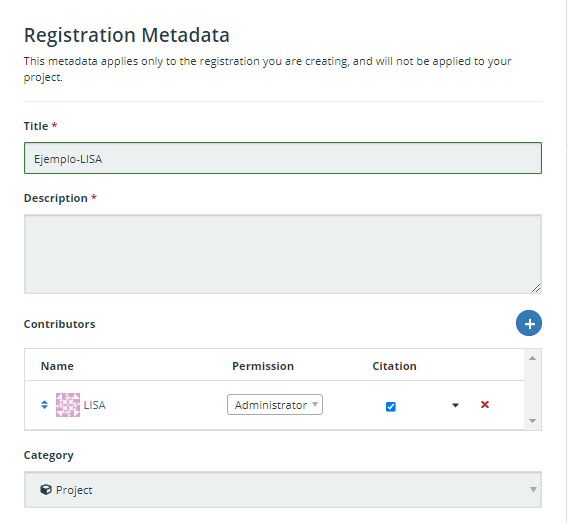 Registration Metadata
This metadata applies only to the registration you are creating, and will not be applied to your
project.
Title *
Ejemplo-LISA
Description *
Contributors
Name Permission Citation
LISA Administrator
Category
Project